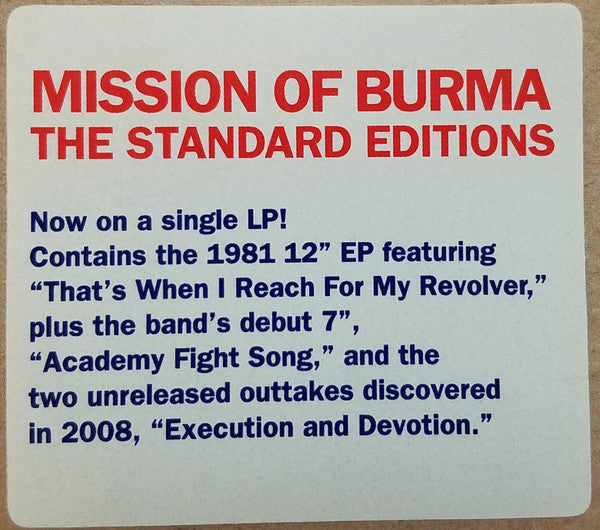 MISSION OF BURMA
THE STANDARD EDITIONS
Now on a single LP!
Contains the 1981 12” EP featuring
“That’s When I Reach For My Revolver,”
plus the band’s debut 7”,
“Academy Fight Song,” and the
two unreleased outtakes discovered
in 2008, “Execution and Devotion.”